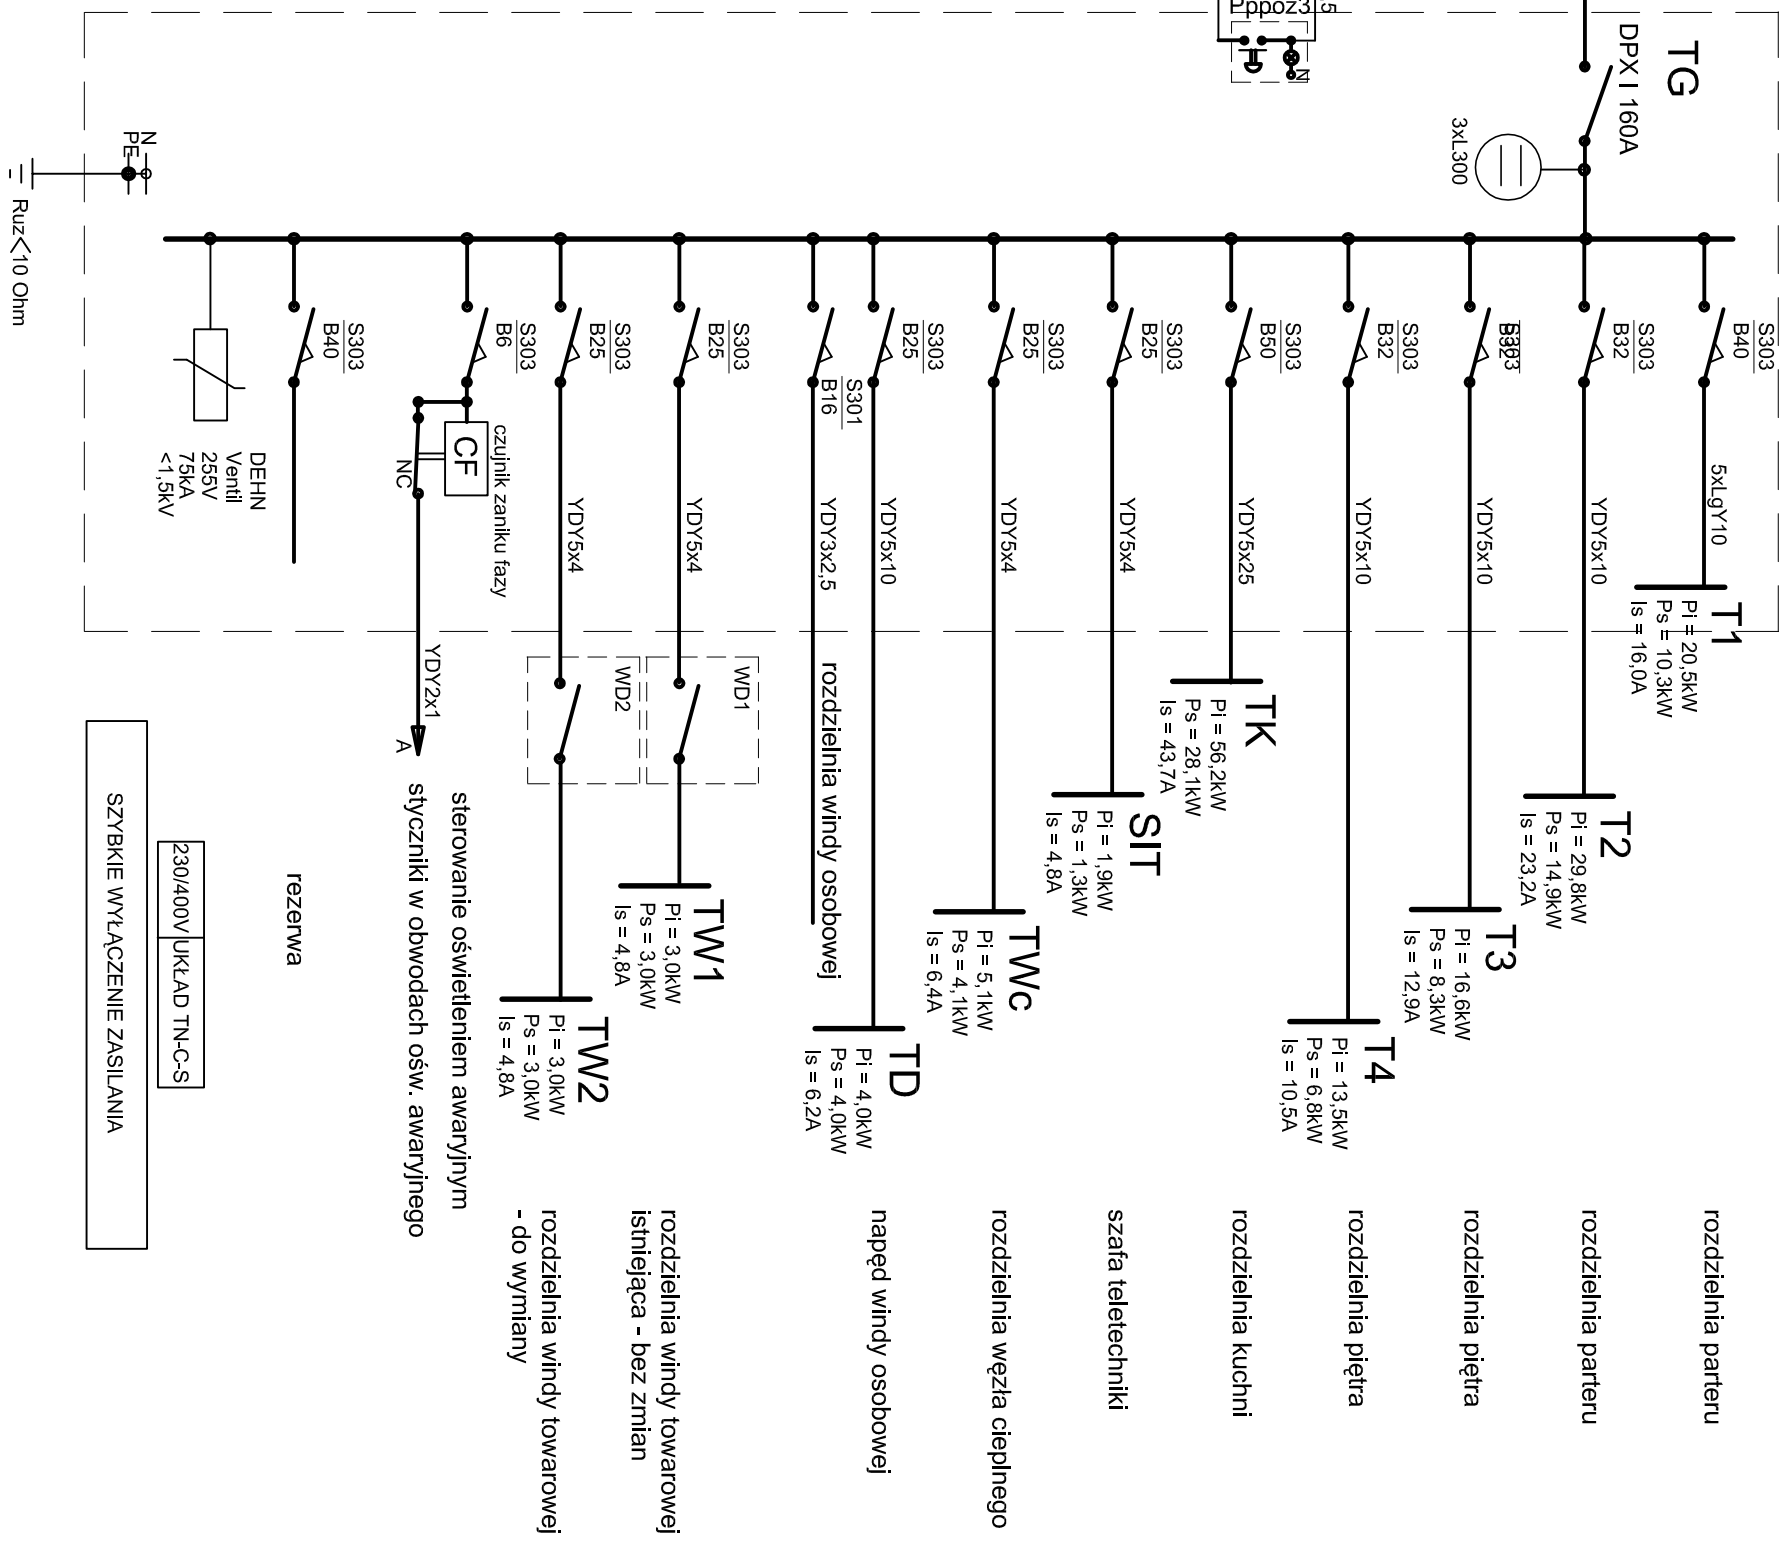 Pppoż3
N
TG
DPX I 160A
3xL300
N
PE
Ruz<10 Ohm
S303
B40
5xLgY10
T1
Pi = 20,5kW
Ps = 10,3kW
Is = 16,0A
rozdzielnia parteru
S303
B32
YDY5x10
T2
Pi = 29,8kW
Ps = 14,9kW
Is = 23,2A
rozdzielnia parteru
S303
B32
YDY5x10
T3
Pi = 16,6kW
Ps = 8,3kW
Is = 12,9A
rozdzielnia piętra
S303
B32
YDY5x10
T4
Pi = 13,5kW
Ps = 6,8kW
Is = 10,5A
rozdzielnia piętra
S303
B50
YDY5x25
TK
Pi = 56,2kW
Ps = 28,1kW
Is = 43,7A
rozdzielnia kuchni
S303
B25
YDY5x4
SIT
Pi = 1,9kW
Ps = 1,3kW
Is = 4,8A
szafa teletechniki
S303
B25
YDY5x4
TWc
Pi = 5,1kW
Ps = 4,1kW
Is = 6,4A
rozdzielnia węzła cieplnego
S303
B25
YDY5x10
TD
Pi = 4,0kW
Ps = 4,0kW
Is = 6,2A
napęd windy osobowej
S301
B16
YDY3x2,5
rozdzielnia windy osobowej
S303
B25
YDY5x4
WD1
TW1
Pi = 3,0kW
Ps = 3,0kW
Is = 4,8A
rozdzielnia windy towarowej
istniejąca - bez zmian
S303
B25
YDY5x4
WD2
TW2
Pi = 3,0kW
Ps = 3,0kW
Is = 4,8A
rozdzielnia windy towarowej
- do wymiany
S303
B6
czujnik zaniku fazy
CF
NC
YDY2x1
A
sterowanie oświetleniem awaryjnym
styczniki w obwodach ośw. awaryjnego
S303
B40
rezerwa
DEHN
Ventil
255V
75kA
<1,5kV
230/400V UKŁAD TN-C-S
SZYBKIE WYŁĄCZENIE ZASILANIA